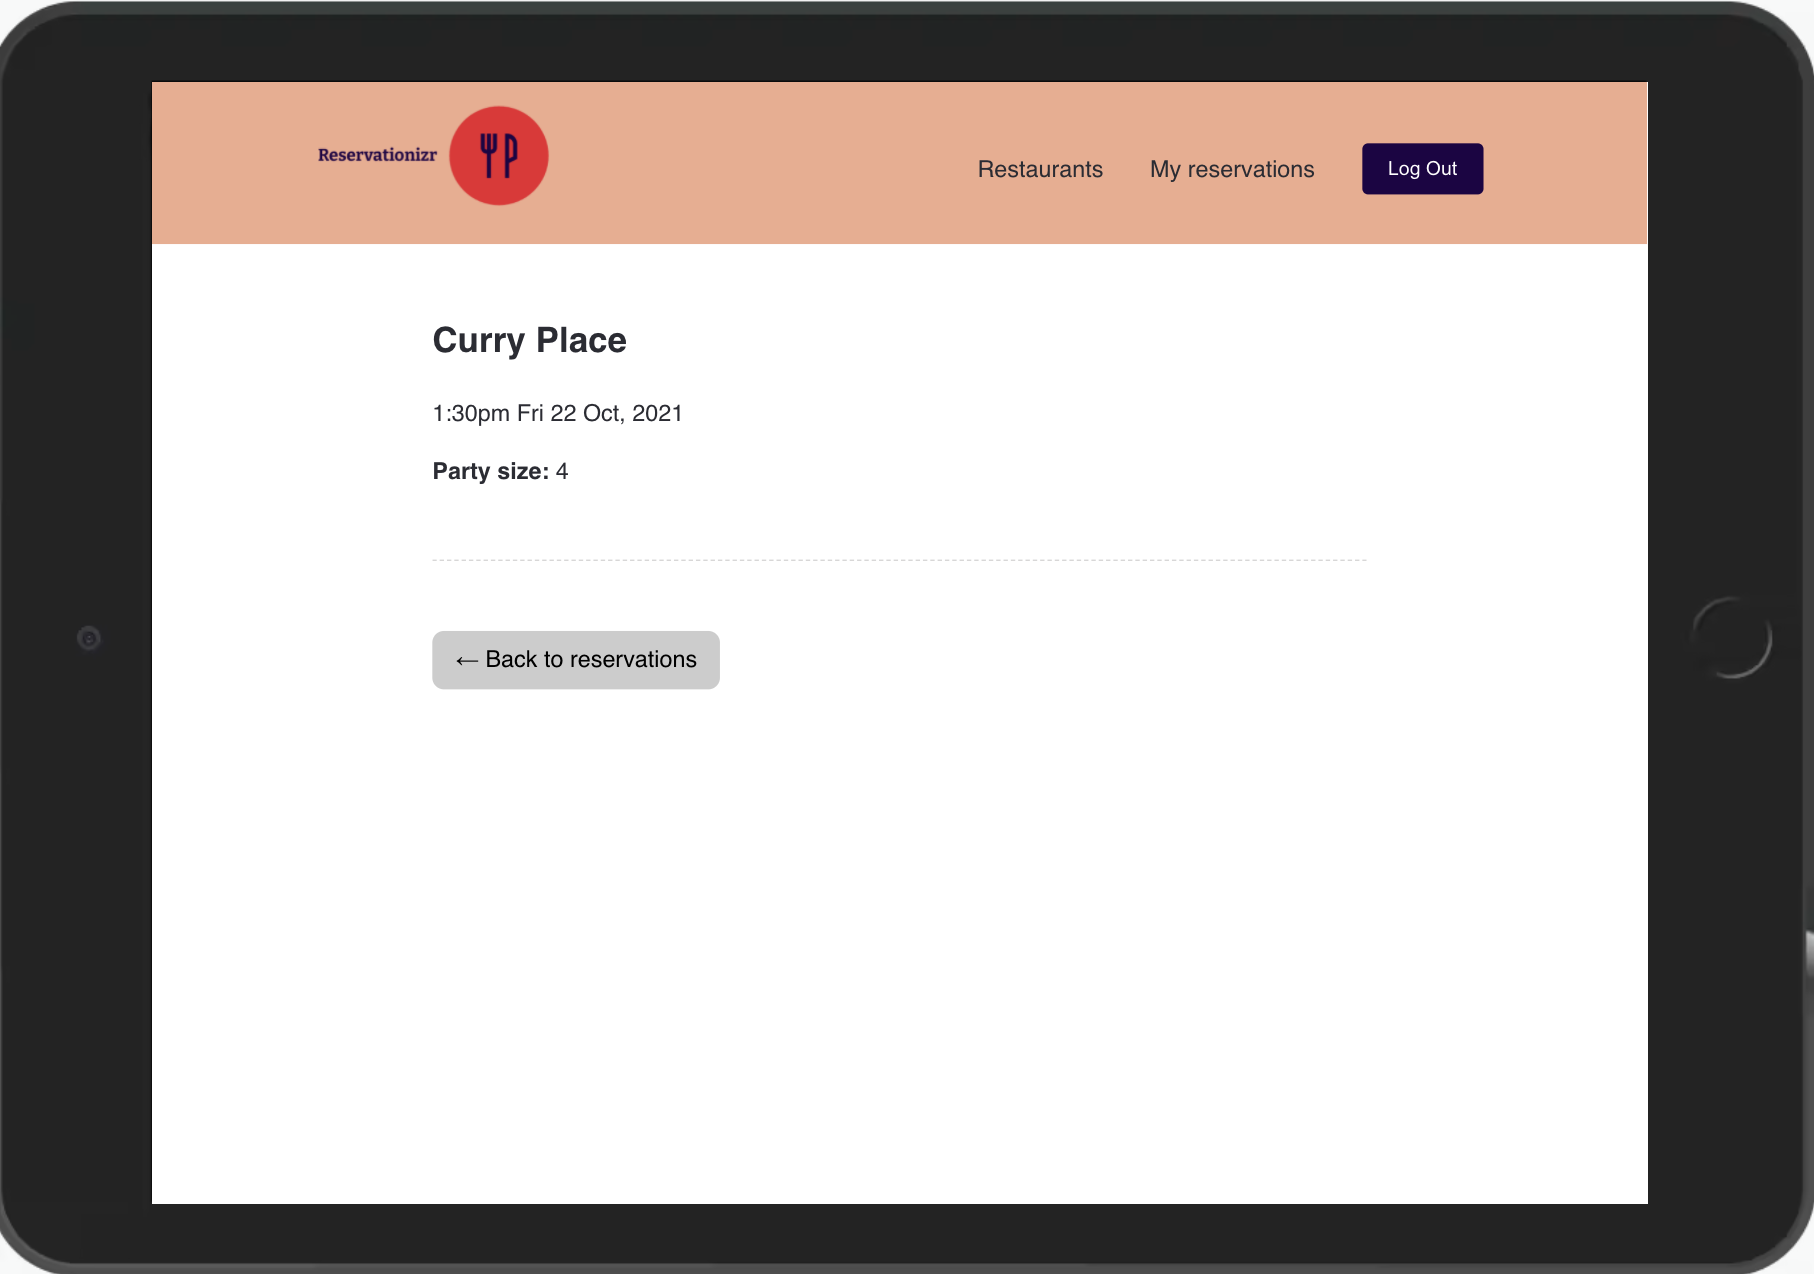 Reservationizr
Restaurants
My reservations
Log Out
Curry Place
1:30pm Fri 22 Oct, 2021
Party size: 4
← Back to reservations